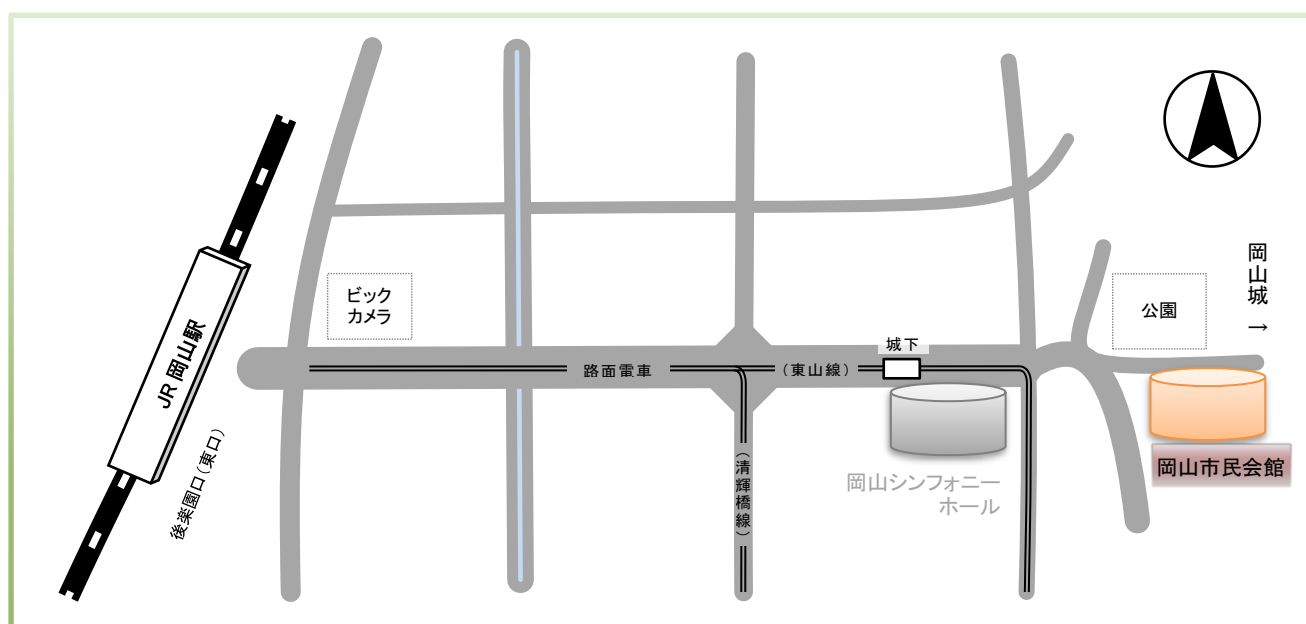 JR 岡山駅
後楽園口（東口）
ビック
カメラ
路面電車
（東山線）
（清輝橋線）
城下
岡山シンフォニー
ホール
公園
岡山城 →
岡山市民会館